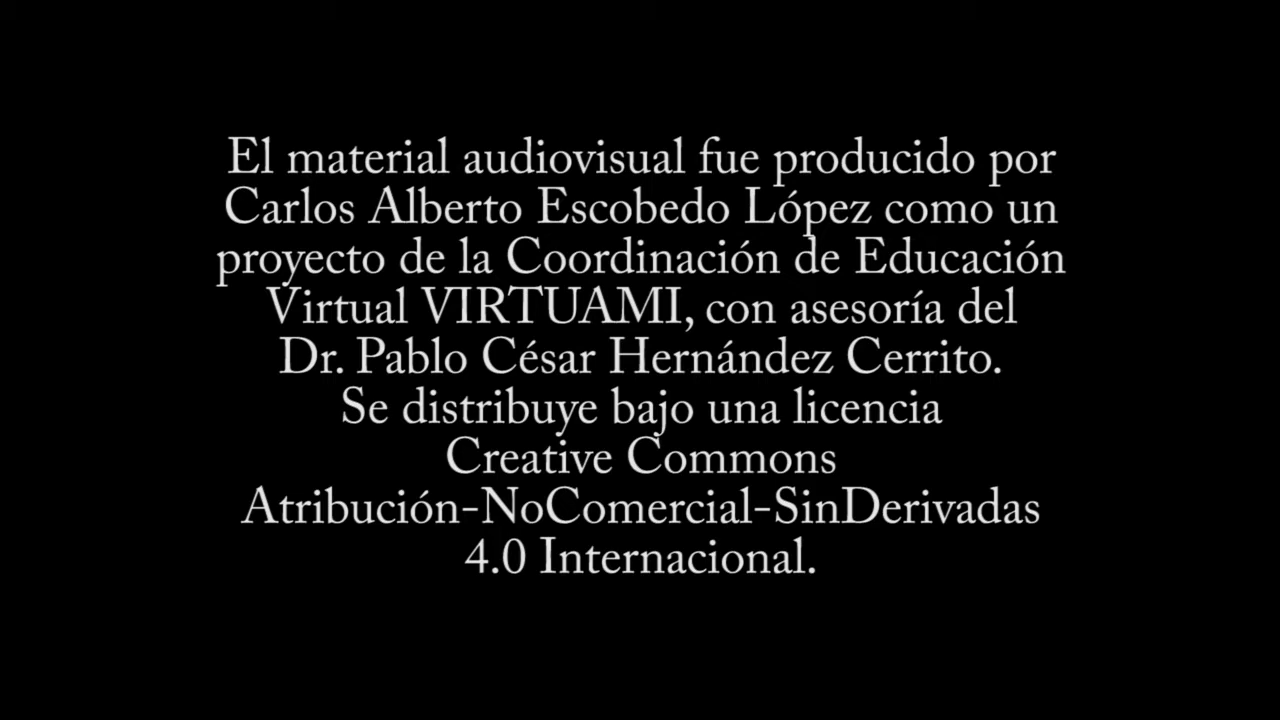 El material audiovisual fue producido por
Carlos Alberto Escobedo López como un
proyecto de la Coordinación de Educación
Virtual VIRTUAMI, con asesoría del
Dr. Pablo César Hernández Cerrito.
Se distribuye bajo una licencia
Creative Commons
Atribución-NoComercial-SinDerivadas
4.0 Internacional.